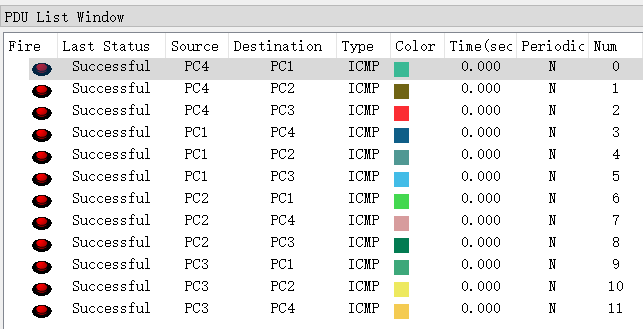 PDU List Window
Fire Last Status Source Destination Type Color Time(sec Periodic Num
Successful PC4 PC1 ICMP 0.000 N 0
Successful PC4 PC2 ICMP 0.000 N 1
Successful PC4 PC3 ICMP 0.000 N 2
Successful PC1 PC4 ICMP 0.000 N 3
Successful PC1 PC2 ICMP 0.000 N 4
Successful PC1 PC3 ICMP 0.000 N 5
Successful PC2 PC1 ICMP 0.000 N 6
Successful PC2 PC4 ICMP 0.000 N 7
Successful PC2 PC3 ICMP 0.000 N 8
Successful PC3 PC1 ICMP 0.000 N 9
Successful PC3 PC2 ICMP 0.000 N 10
Successful PC3 PC4 ICMP 0.000 N 11